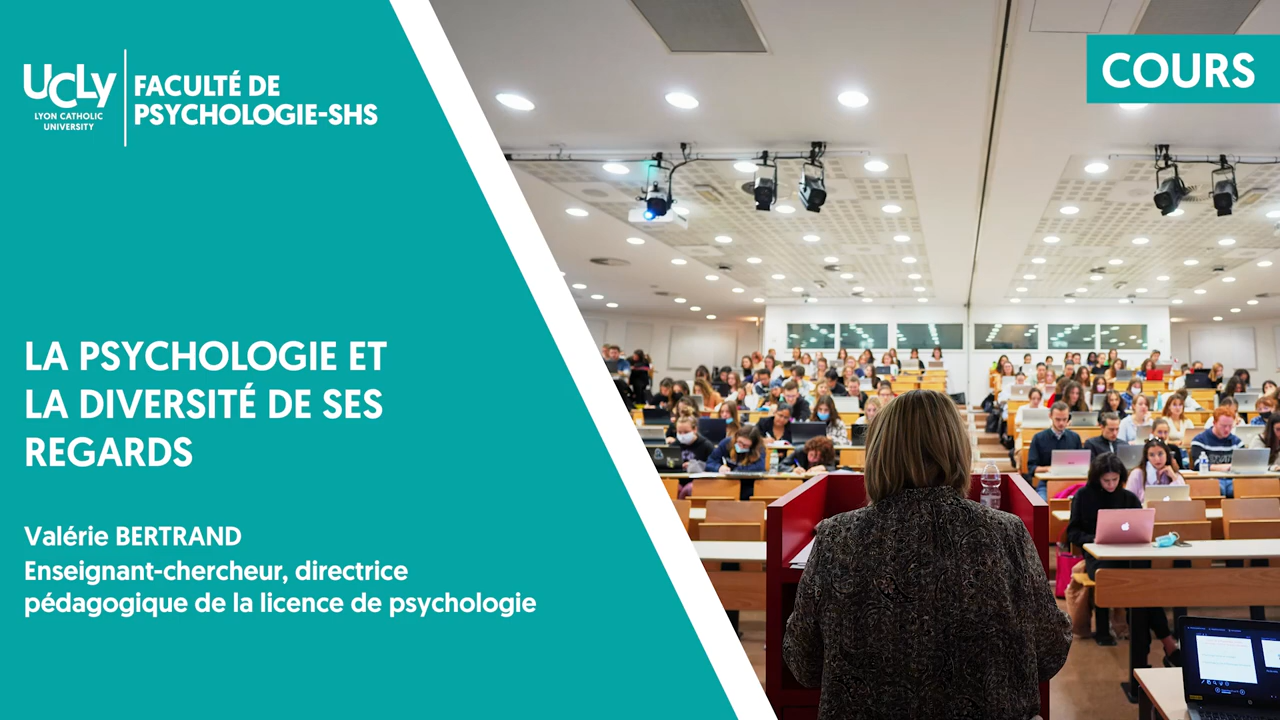 UCLy
LYON CATHOLIC
UNIVERSITY
FACULTÉ DE
PSYCHOLOGIE-SHS
COURS
LA PSYCHOLOGIE ET
LA DIVERSITÉ DE SES
REGARDS
Valérie BERTRAND
Enseignant-chercheur, directrice
pédagogique de la licence de psychologie